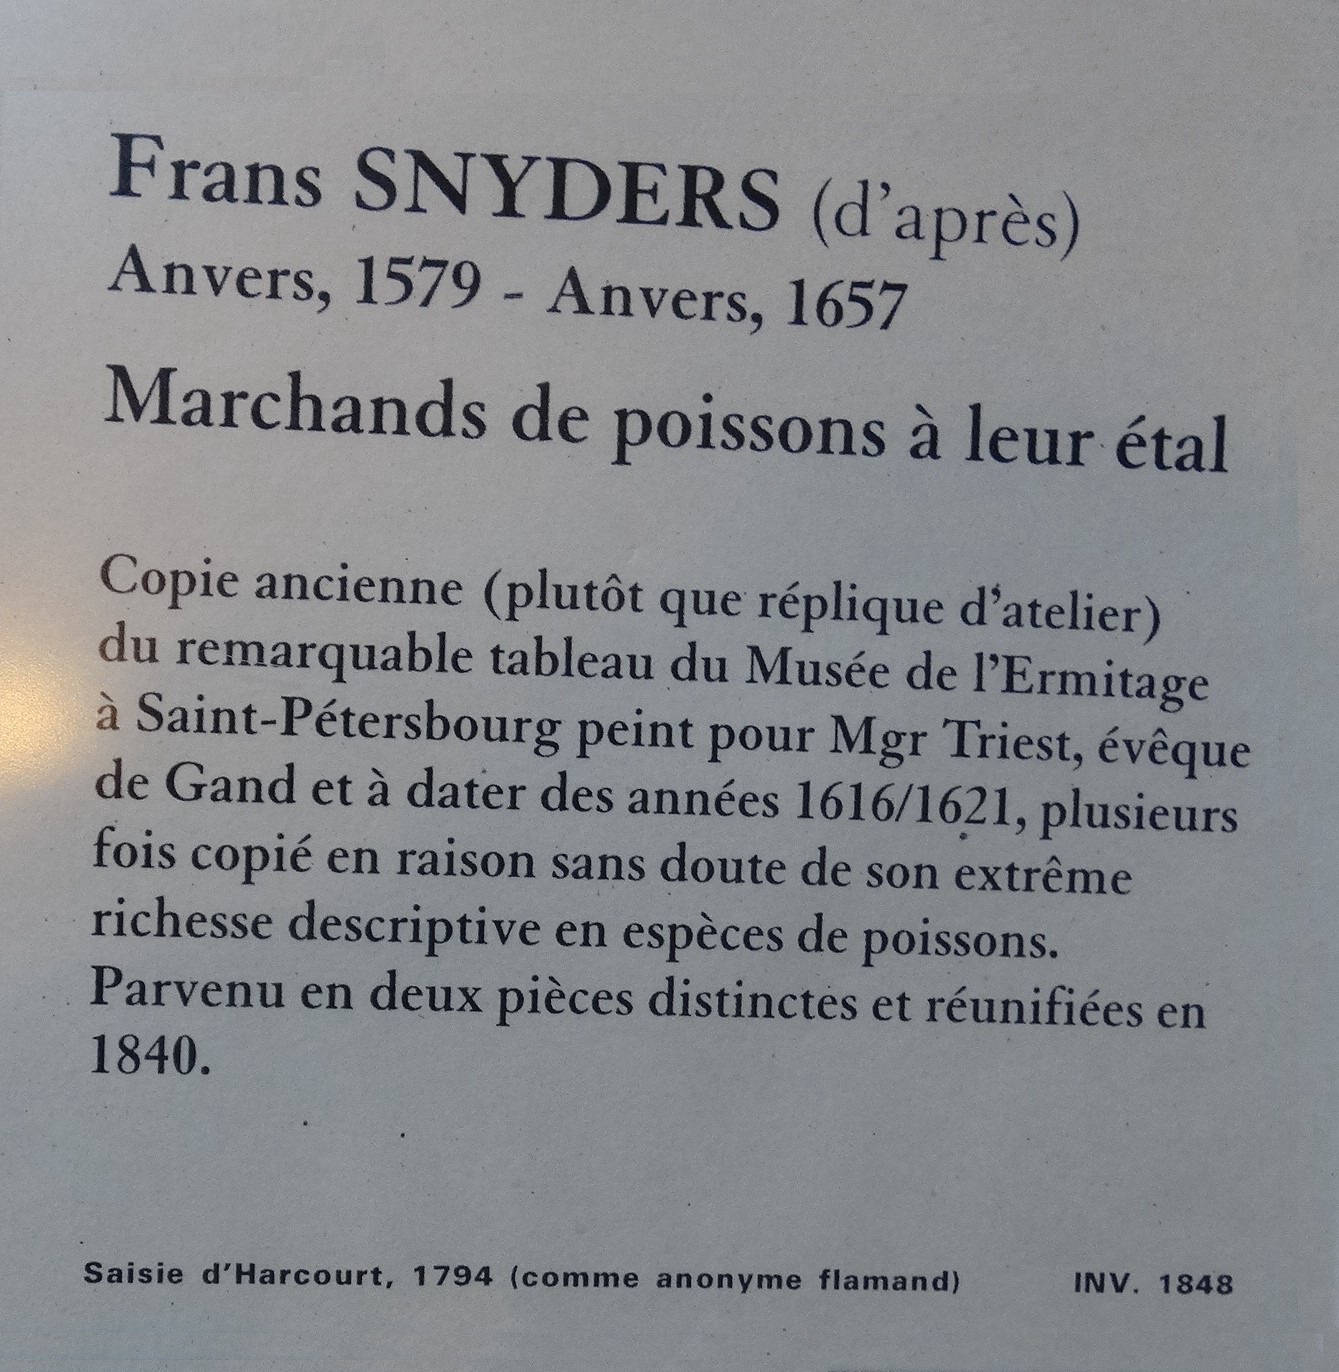 Frans SNYDERS (d'après)
Anvers, 1579 - Anvers, 1657
Marchands de poissons à leur étal
Copie ancienne (plutôt que réplique d'atelier)
du remarquable tableau du Musée de l'Ermitage
à Saint-Pétersbourg peint pour Mgr Triest, évêque
de Gand et à dater des années 1616/1621, plusieurs
fois copié en raison sans doute de son extrême
richesse descriptive en espèces de poissons.
Parvenu en deux pièces distinctes et réunifiées en
1840.
Saisie d'Harcourt, 1794 (comme anonyme flamand) INV. 1848